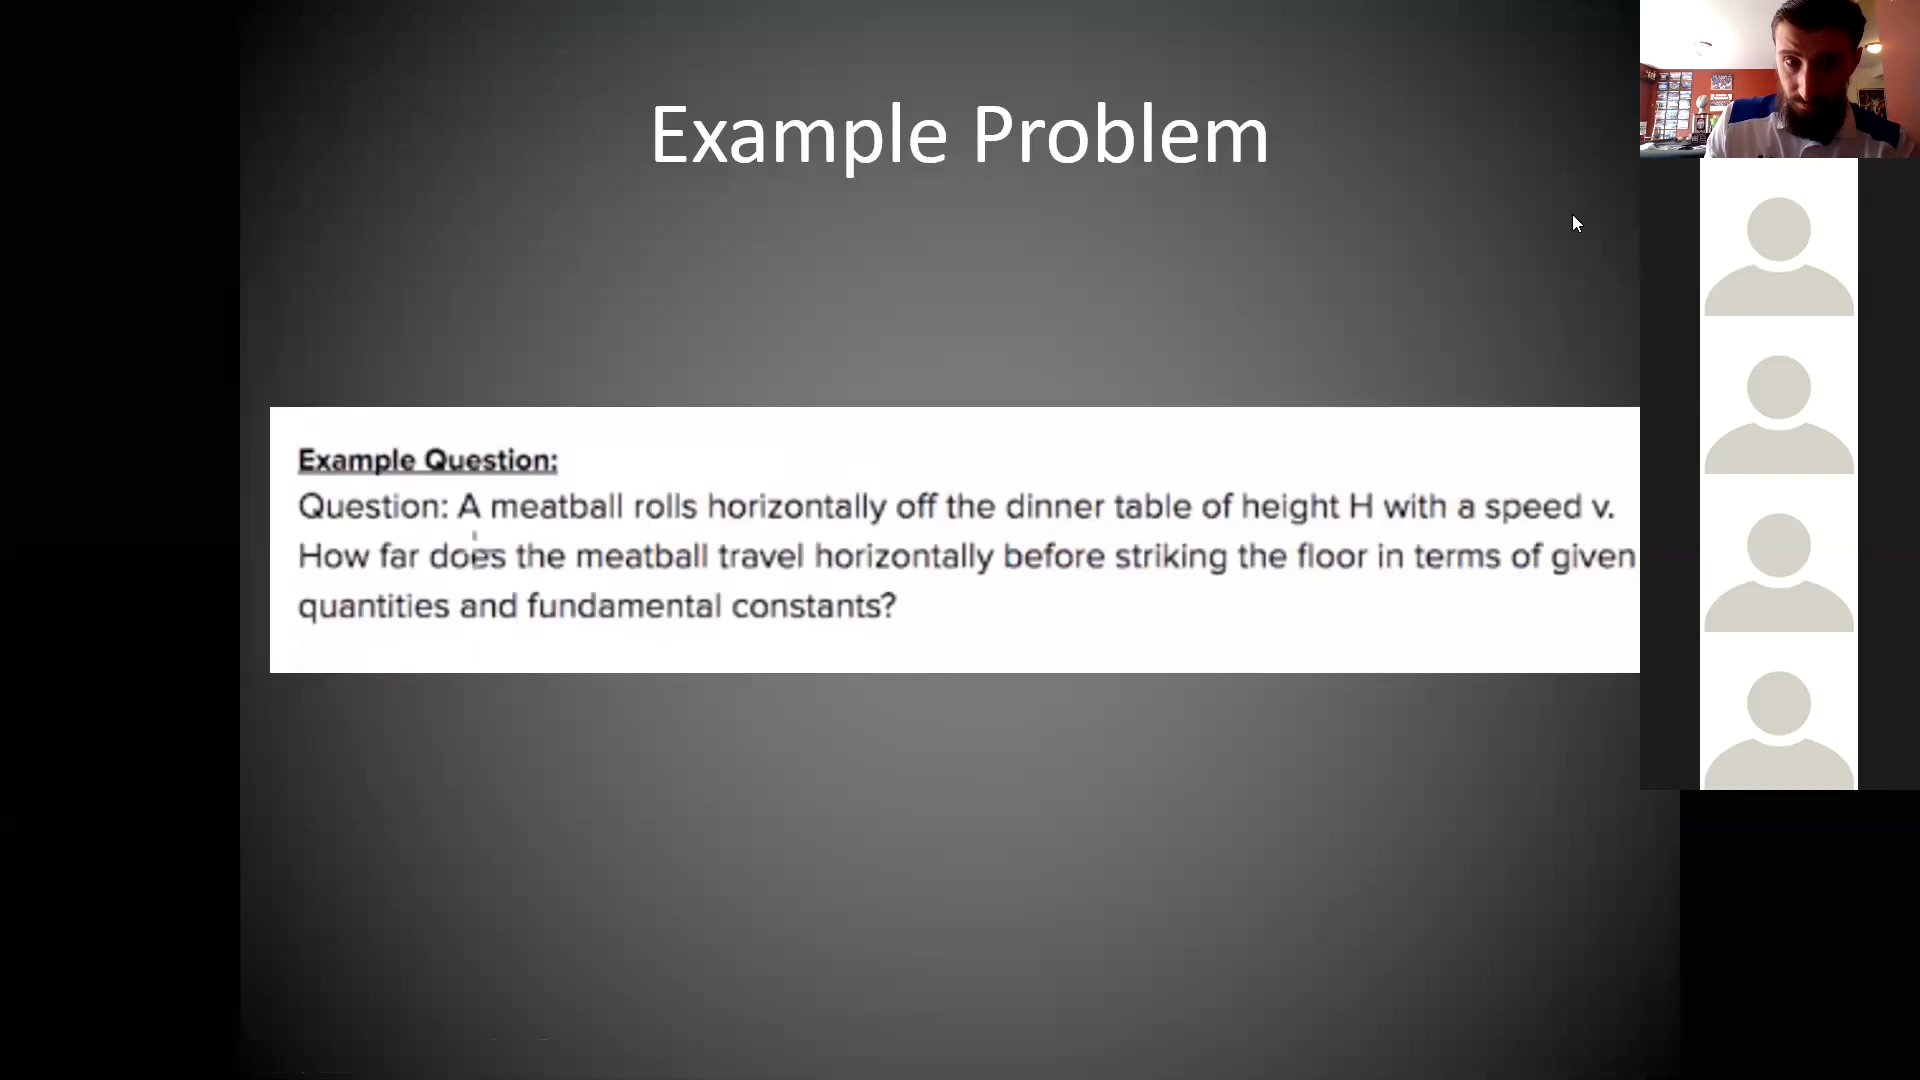 Example Problem
Example Question:
Question: A meatball rolls horizontally off the dinner table of height H with a speed v.
How far does the meatball travel horizontally before striking the floor in terms of given
quantities and fundamental constants?